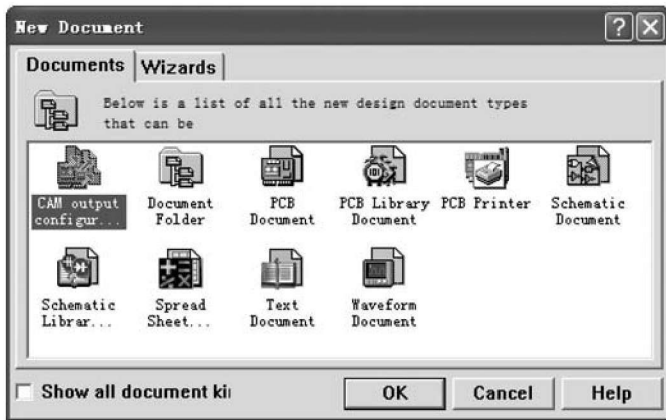 New Document
Documents Wizards
Below is a list of all the new design document types
that can be
CAM output
configur...
Document
Folder
PCB
Document
PCB Library
Document
PCB Printer
Schematic
Document
Schematic
Librar...
Spread
Sheet...
Text
Document
Waveform
Document
Show all document ki
OK Cancel Help